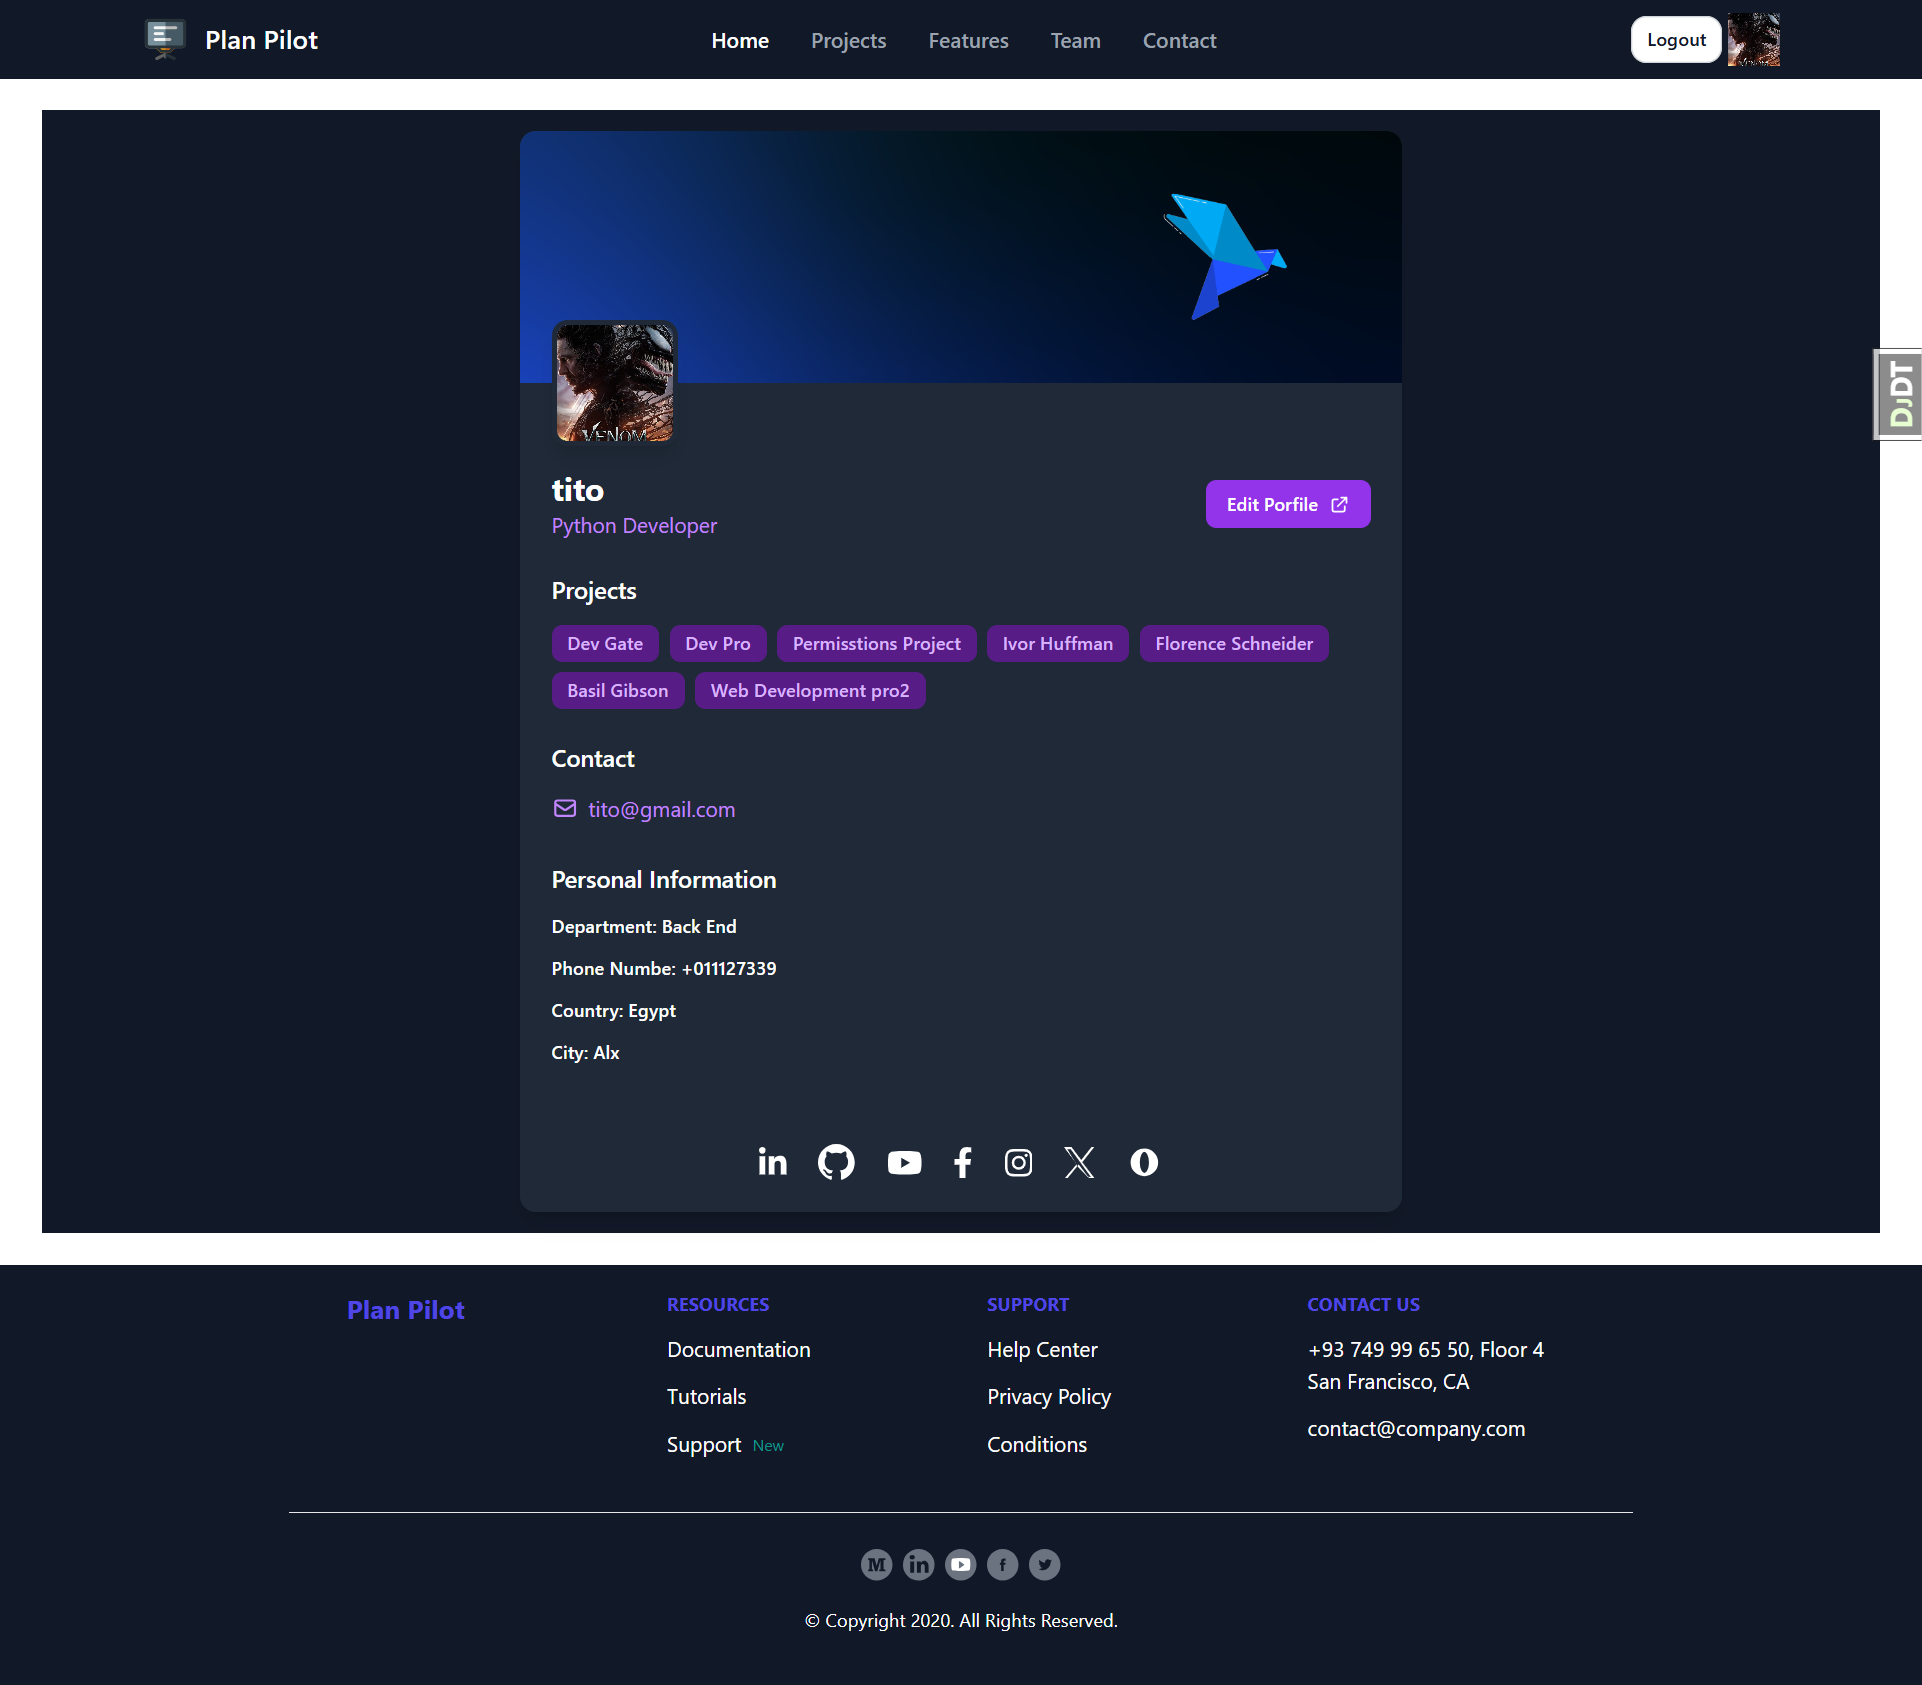 Plan Pilot
Home Projects Features Team Contact
Logout
VENOM
DJDT
VENOM
tito
Python Developer
Edit Porfile
Projects
Dev Gate Dev Pro Permisstions Project Ivor Huffman Florence Schneider
Basil Gibson Web Development pro2
Contact
tito@gmail.com
Personal Information
Department: Back End
Phone Numbe: +011127339
Country: Egypt
City: Alx
Plan Pilot
RESOURCES
Documentation
Tutorials
Support New
SUPPORT
Help Center
Privacy Policy
Conditions
CONTACT US
+93 749 99 65 50, Floor 4
San Francisco, CA
contact@company.com
© Copyright 2020. All Rights Reserved.